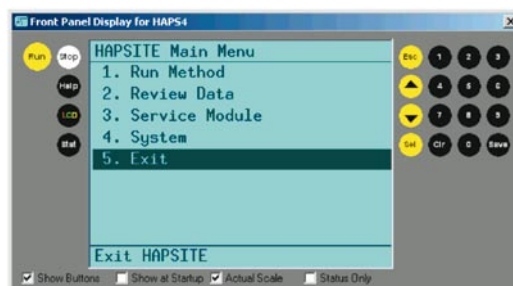 Front Panel Display for HAPS4
X
Run Stop
HAPSITE Main Menu
Esc 1 2 3
1. Run Method
Help
2. Review Data
4 5 6
3. Service Module
LCD
7 8 9
4. System
Stat
5. Exit
Sel Clr 0 Save
Exit HAPSITE
Show Buttons Show at Startup Actual Scale Status Only